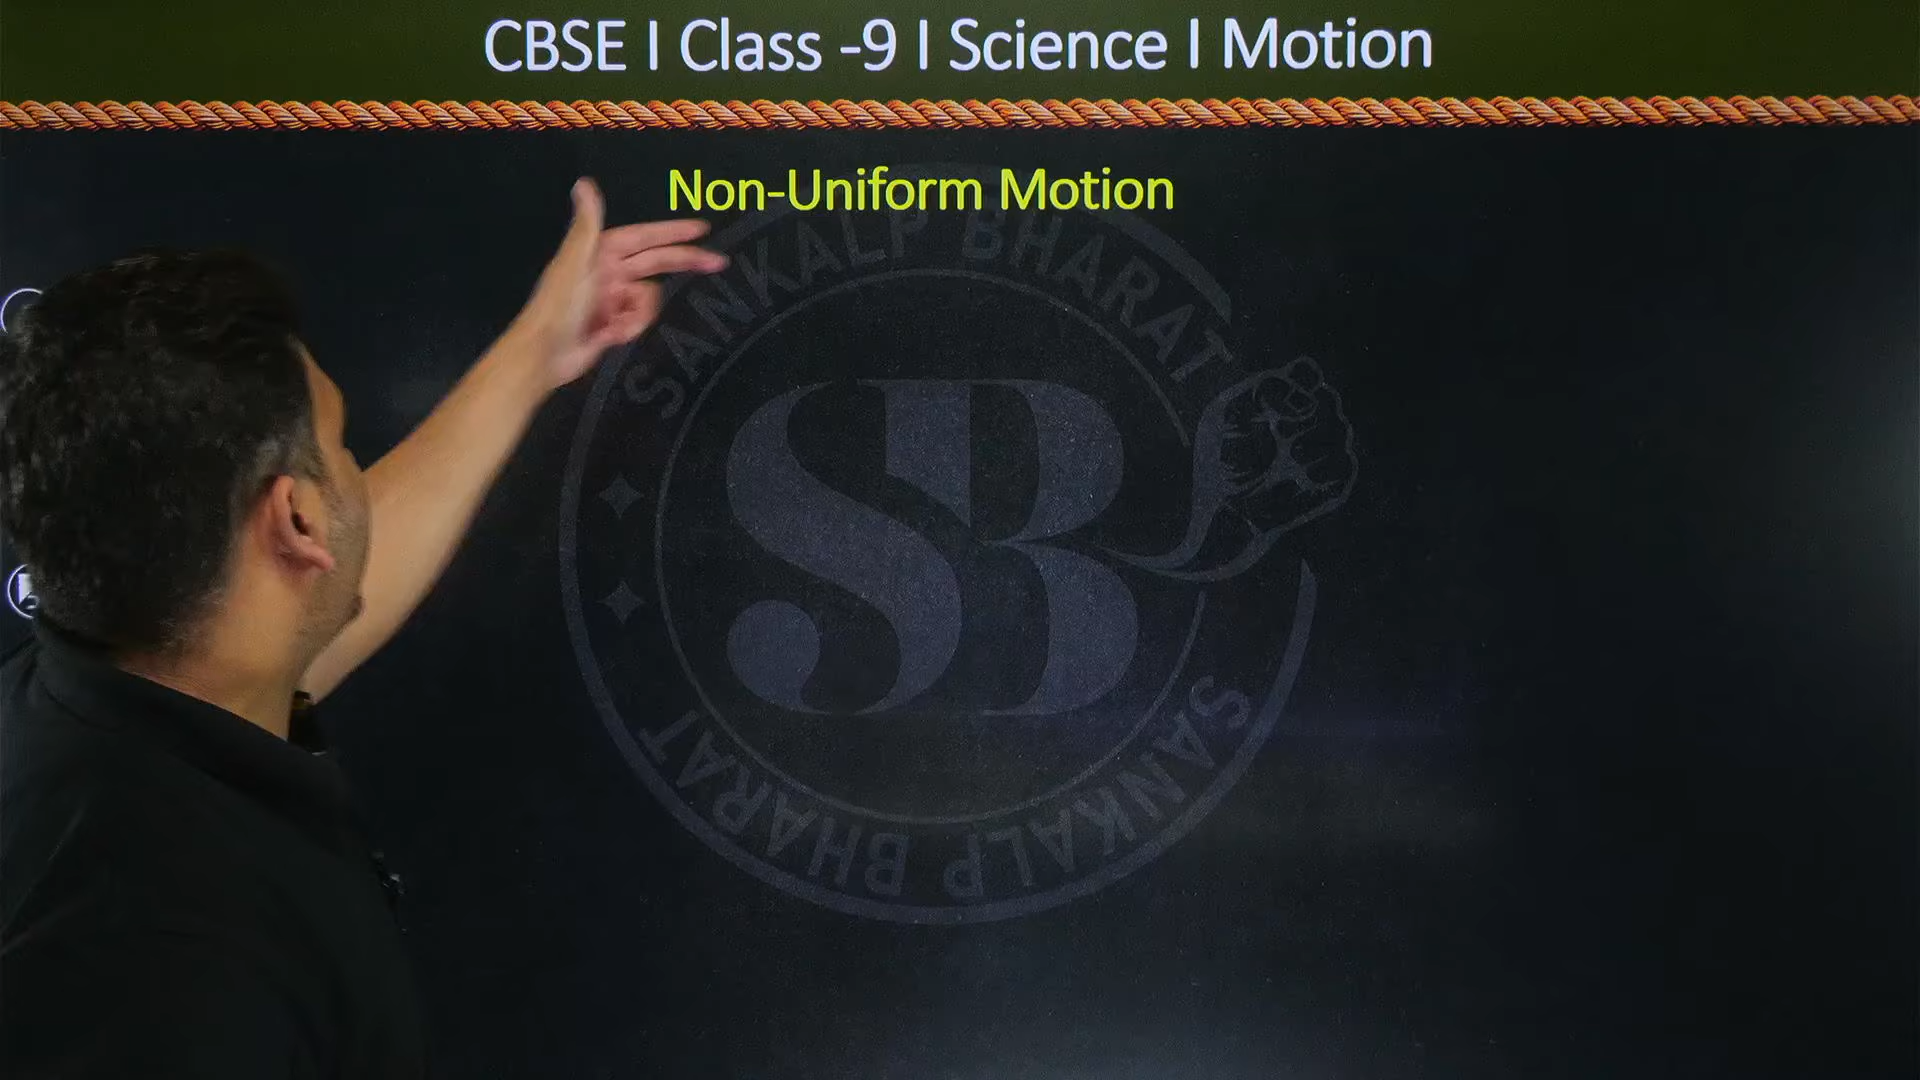 CBSE I Class -9 I Science I Motion
Non-Uniform Motion
SANKALP BHARAT
SB
SANKALP BHARAT